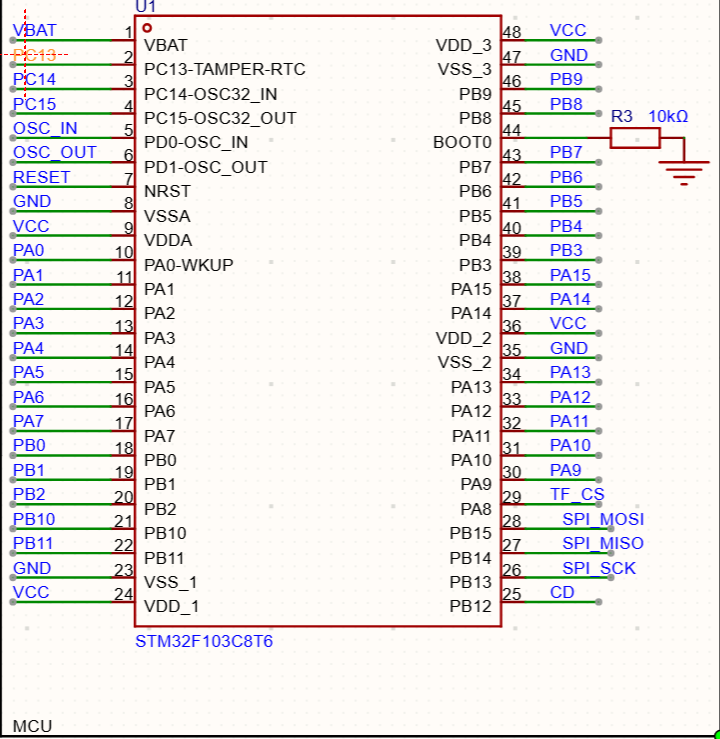 U1
VBAT 1 VBAT VDD_3 48 VCC
PC13 2 PC13-TAMPER-RTC VSS_3 47 GND
PC14 3 PC14-OSC32_IN PB9 46 PB9
PC15 4 PC15-OSC32_OUT PB8 45 PB8
OSC_IN 5 PD0-OSC_IN BOOT0 44 R3 10kΩ
OSC_OUT 6 PD1-OSC_OUT PB7 43 PB7
RESET 7 NRST PB6 42 PB6
GND 8 VSSA PB5 41 PB5
VCC 9 VDDA PB4 40 PB4
PA0 10 PA0-WKUP PB3 39 PB3
PA1 11 PA1 PA15 38 PA15
PA2 12 PA2 PA14 37 PA14
PA3 13 PA3 VDD_2 36 VCC
PA4 14 PA4 VSS_2 35 GND
PA5 15 PA5 PA13 34 PA13
PA6 16 PA6 PA12 33 PA12
PA7 17 PA7 PA11 32 PA11
PB0 18 PB0 PA10 31 PA10
PB1 19 PB1 PA9 30 PA9
PB2 20 PB2 PA8 29 TF_CS
PB10 21 PB10 PB15 28 SPI_MOSI
PB11 22 PB11 PB14 27 SPI_MISO
GND 23 VSS_1 PB13 26 SPI_SCK
VCC 24 VDD_1 PB12 25 CD
STM32F103C8T6
MCU